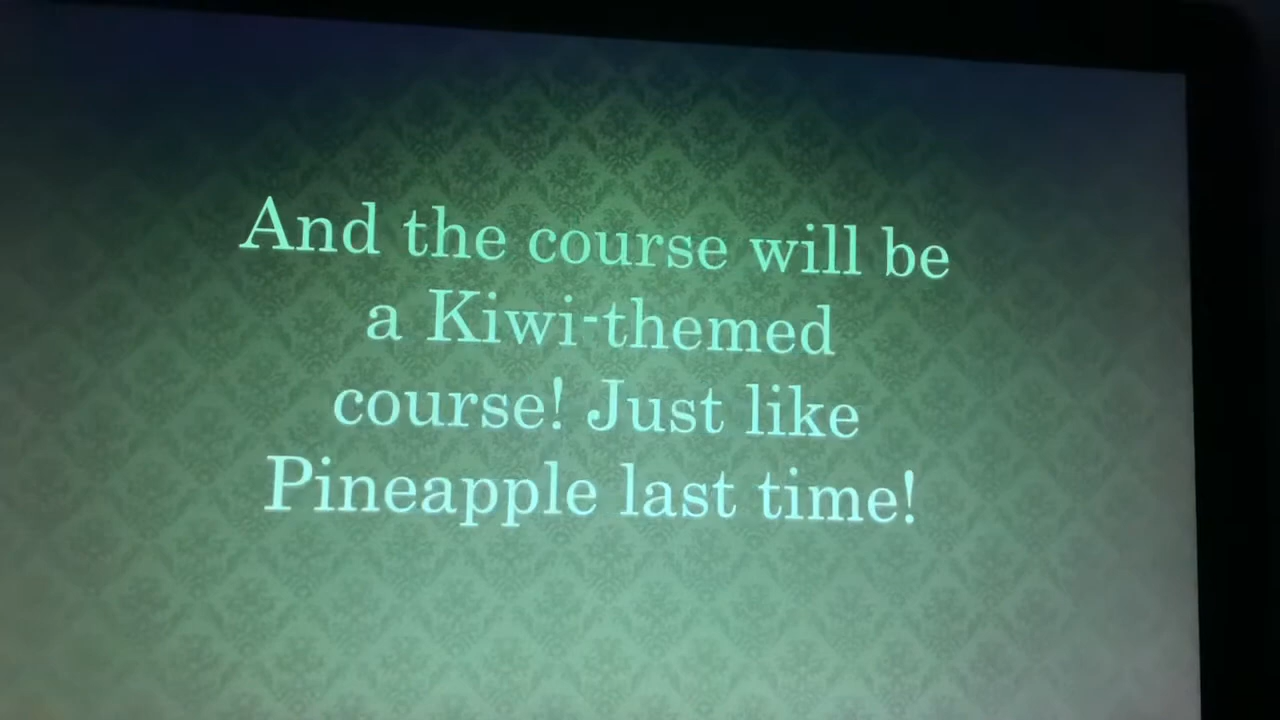 And the course will be
a Kiwi-themed
course! Just like
Pineapple last time!